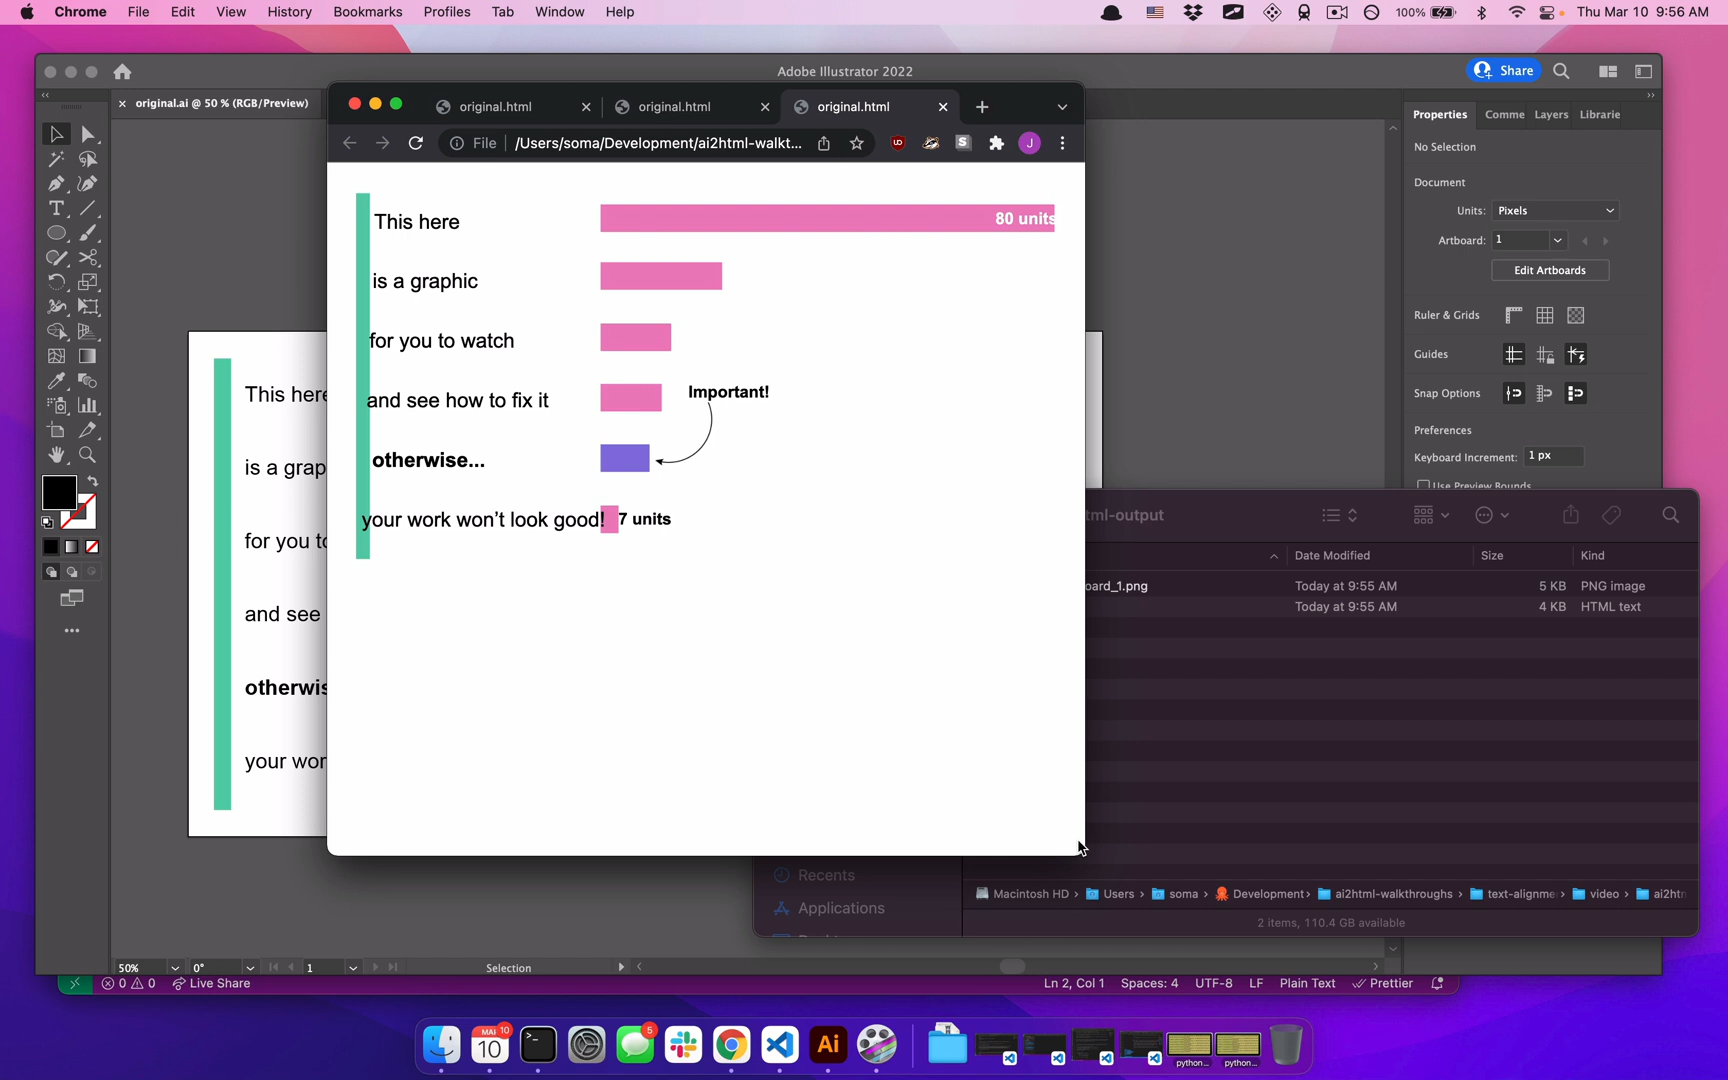 Chrome File Edit View History Bookmarks Profiles Tab Window Help 100% Thu Mar 10 9:56 AM
Adobe Illustrator 2022 Share
original.ai @ 50 % (RGB/Preview)
original.html original.html original.html
File /Users/soma/Development/ai2html-walkt... J
Properties Comme Layers Librarie
No Selection
Document
Units: Pixels
Artboard: 1
Edit Artboards
Ruler & Grids
Guides
Snap Options
Preferences
Keyboard Increment: 1 px
Use Preview Bounds
This here 80 units
is a graphic
for you to watch
and see how to fix it Important!
otherwise...
your work won't look good! 7 units
This here
is a grap
for you to
and see
otherwis
your wor
tml-output
Date Modified Size Kind
oard_1.png Today at 9:55 AM 5 KB PNG image
Today at 9:55 AM 4 KB HTML text
Recents
Applications
Macintosh HD › Users › soma › Development › ai2html-walkthroughs › text-alignme › video › ai2htn
2 items, 110.4 GB available
50% 0° 1 Selection
0 0 Live Share Ln 2, Col 1 Spaces: 4 UTF-8 LF Plain Text Prettier
MAR 10
10
5
Ai
python... python...